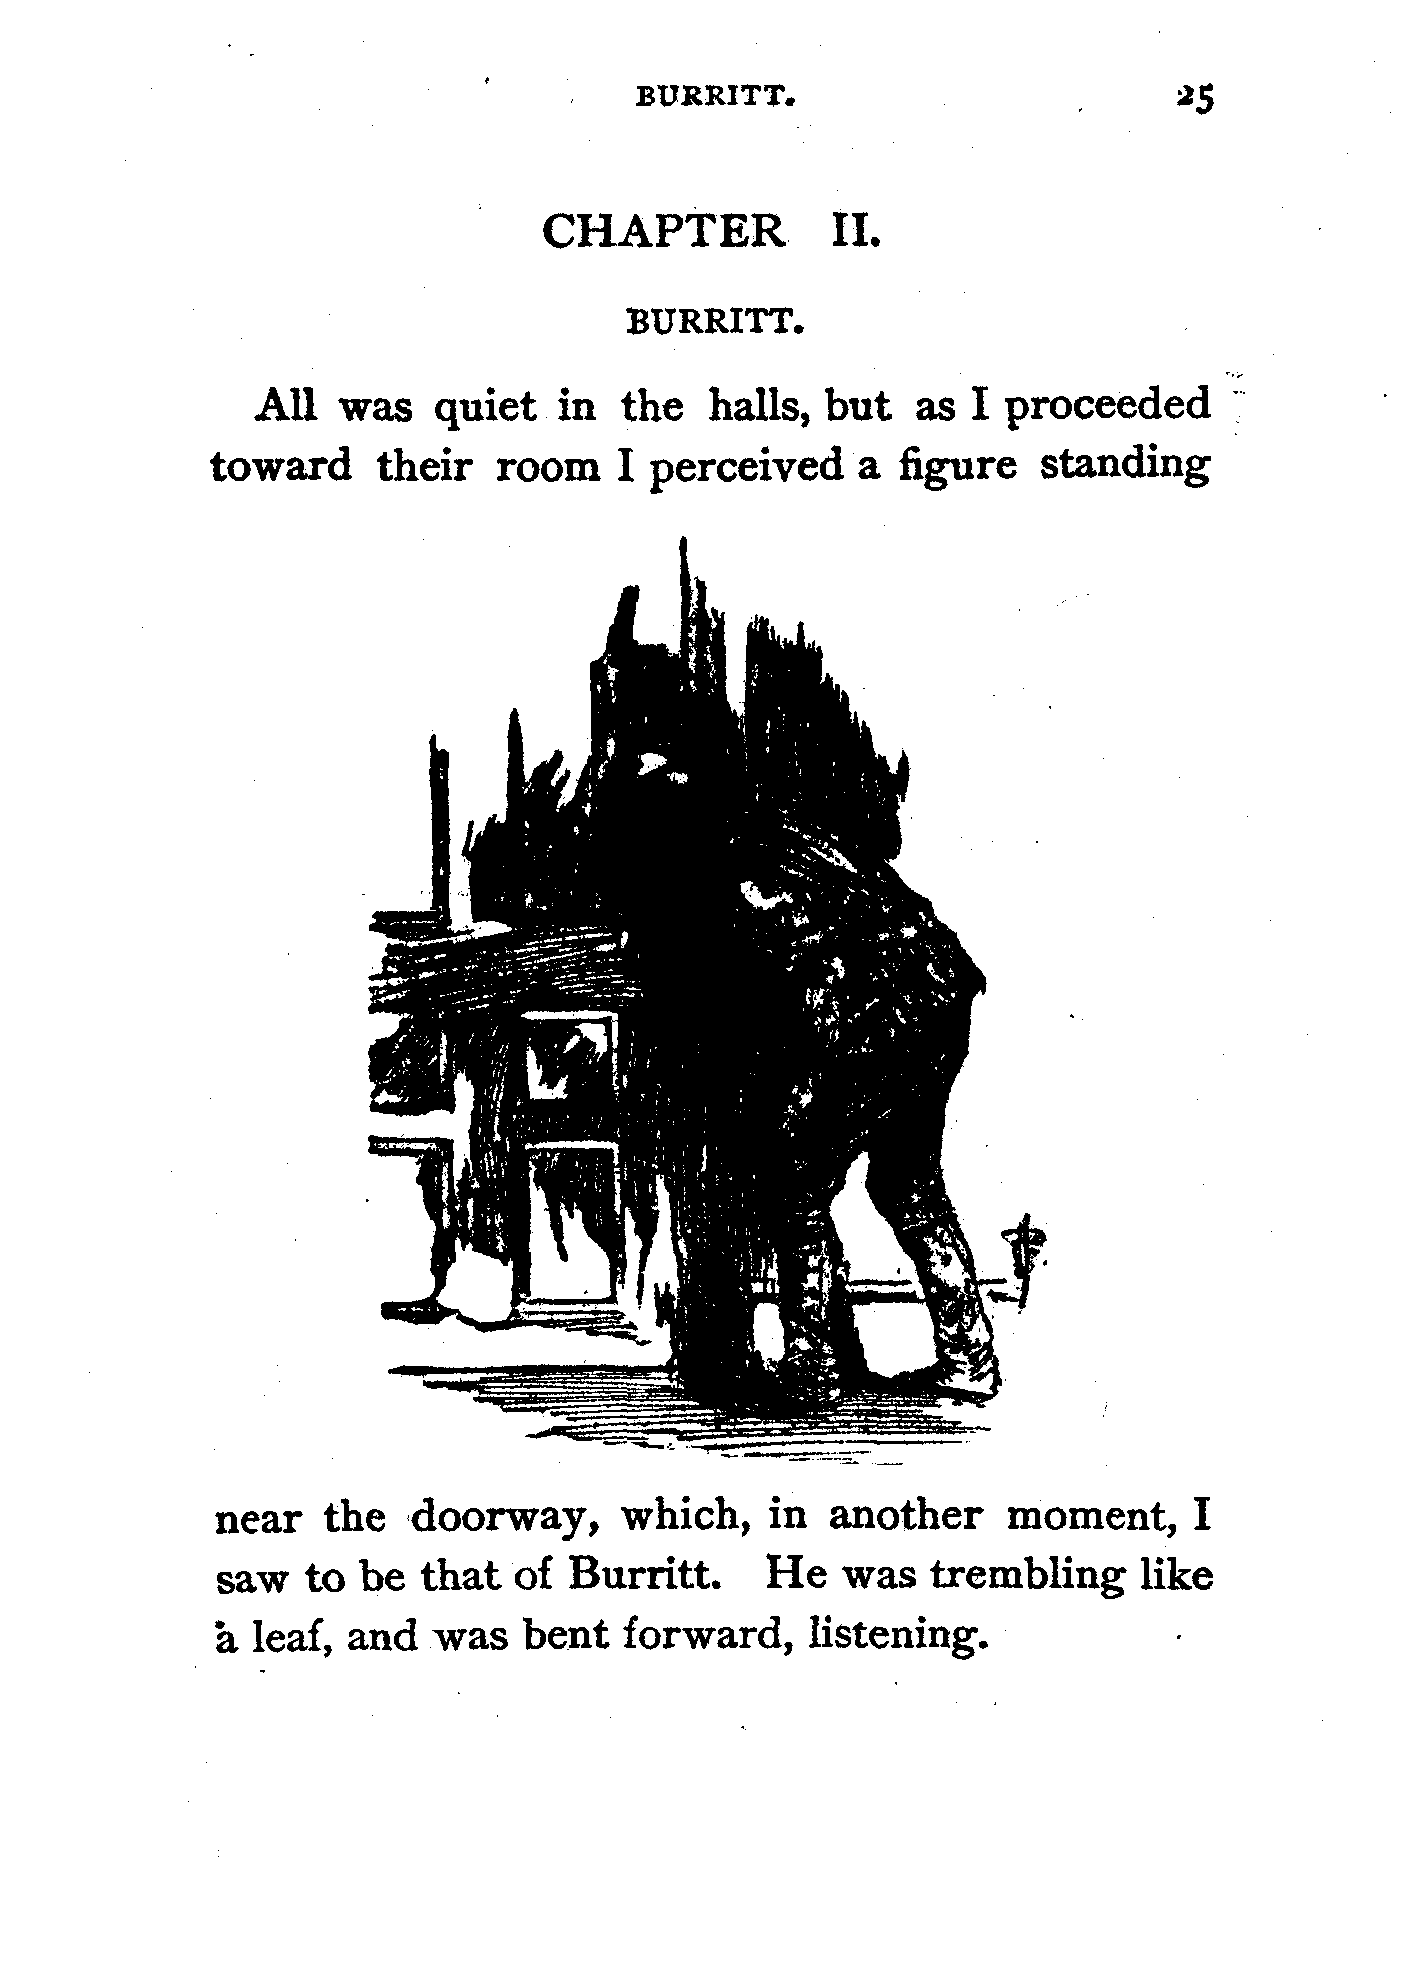 BURRITT. 25
CHAPTER II.
BURRITT.
All was quiet in the halls, but as I proceeded
toward their room I perceived a figure standing
near the doorway, which, in another moment, I
saw to be that of Burritt. He was trembling like
a leaf, and was bent forward, listening.